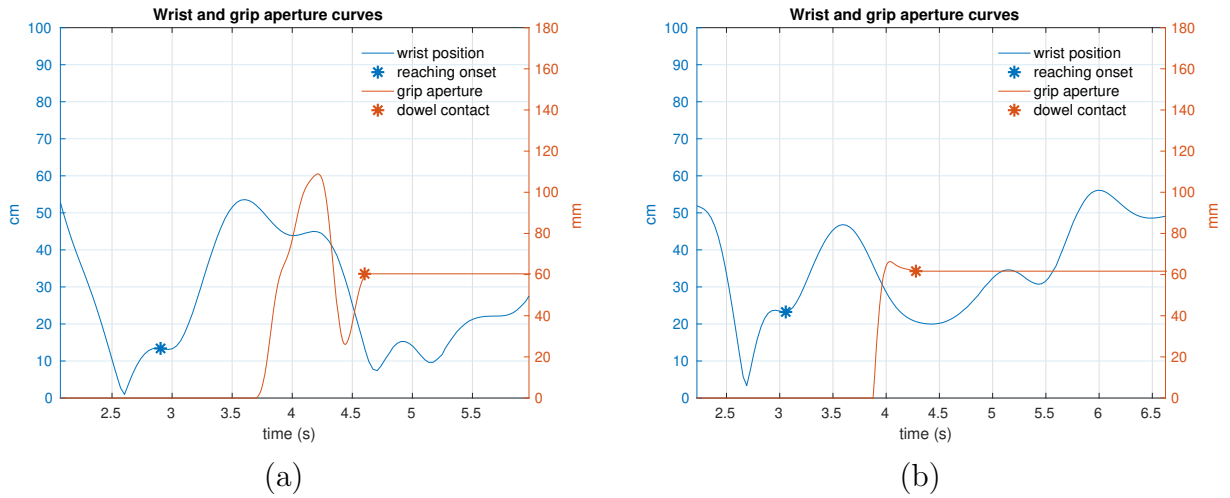 Wrist and grip aperture curves
100
90
80
70
60
50
40
30
20
10
0
cm
180
160
140
120
100
80
60
40
20
0
mm
wrist position
reaching onset
grip aperture
dowel contact
2.5 3 3.5 4 4.5 5 5.5
time (s)
(a)
Wrist and grip aperture curves
100
90
80
70
60
50
40
30
20
10
0
cm
180
160
140
120
100
80
60
40
20
0
mm
wrist position
reaching onset
grip aperture
dowel contact
2.5 3 3.5 4 4.5 5 5.5 6 6.5
time (s)
(b)